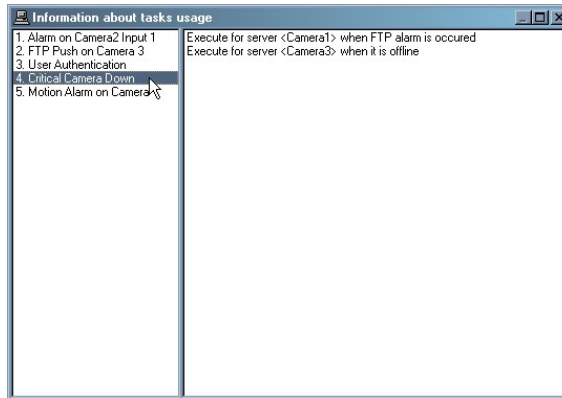 Information about tasks usage
1. Alarm on Camera2 Input 1
2. FTP Push on Camera 3
3. User Authentication
4. Critical Camera Down
5. Motion Alarm on Camera
Execute for server <Camera1> when FTP alarm is occured
Execute for server <Camera3> when it is offline